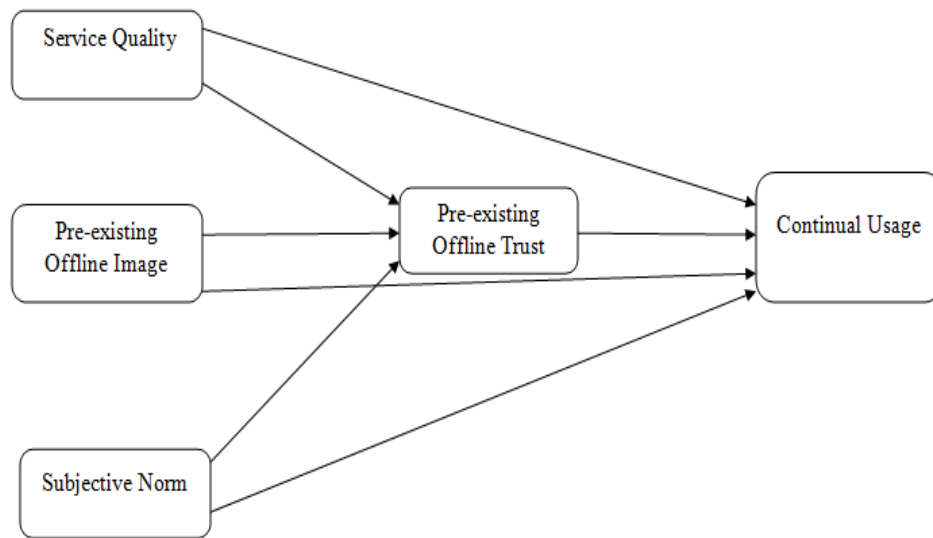 Service Quality
Pre-existing
Offline Image
Pre-existing
Offline Trust
Continual Usage
Subjective Norm